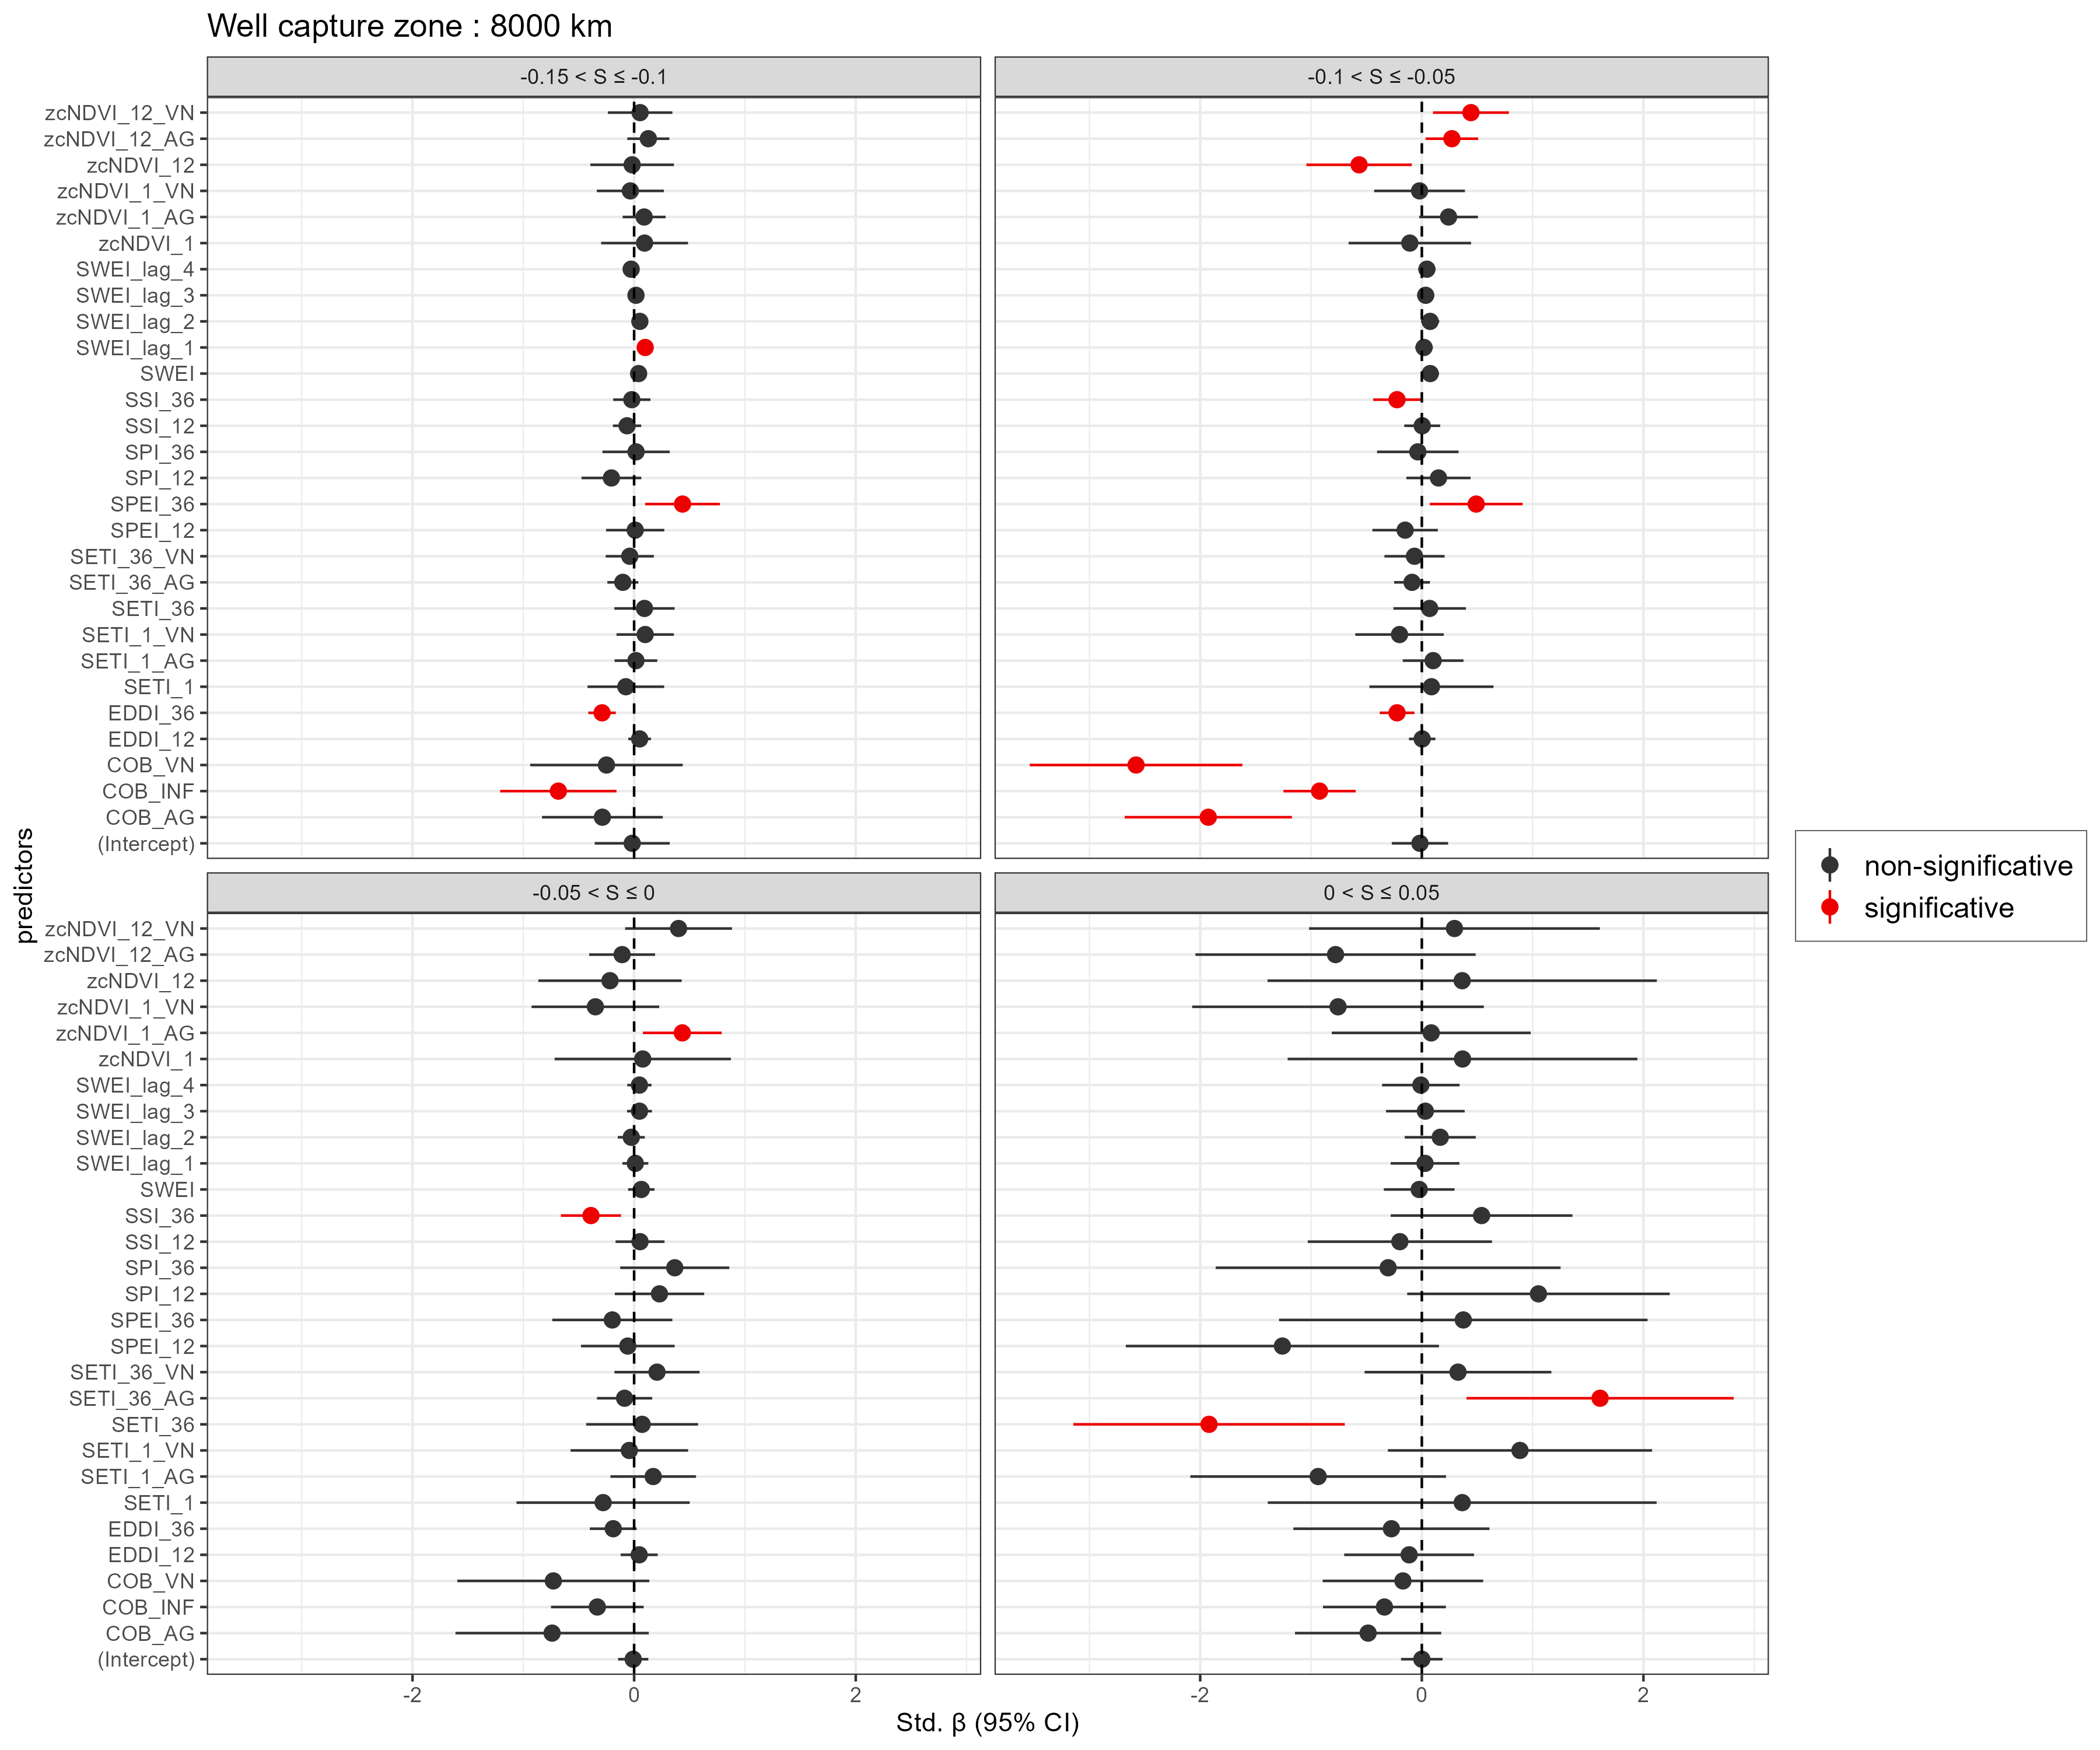 Well capture zone : 8000 km
-0.15 < S ≤ -0.1
-0.1 < S ≤ -0.05
zcNDVI_12_VN
zcNDVI_12_AG
zcNDVI_12
zcNDVI_1_VN
zcNDVI_1_AG
zcNDVI_1
SWEI_lag_4
SWEI_lag_3
SWEI_lag_2
SWEI_lag_1
SWEI
SSI_36
SSI_12
SPI_36
SPI_12
SPEI_36
SPEI_12
SETI_36_VN
SETI_36_AG
SETI_36
SETI_1_VN
SETI_1_AG
SETI_1
EDDI_36
EDDI_12
COB_VN
COB_INF
COB_AG
(Intercept)
predictors
non-significative
significative
-0.05 < S ≤ 0
0 < S ≤ 0.05
zcNDVI_12_VN
zcNDVI_12_AG
zcNDVI_12
zcNDVI_1_VN
zcNDVI_1_AG
zcNDVI_1
SWEI_lag_4
SWEI_lag_3
SWEI_lag_2
SWEI_lag_1
SWEI
SSI_36
SSI_12
SPI_36
SPI_12
SPEI_36
SPEI_12
SETI_36_VN
SETI_36_AG
SETI_36
SETI_1_VN
SETI_1_AG
SETI_1
EDDI_36
EDDI_12
COB_VN
COB_INF
COB_AG
(Intercept)
-2 0 2
-2 0 2
Std. β (95% CI)